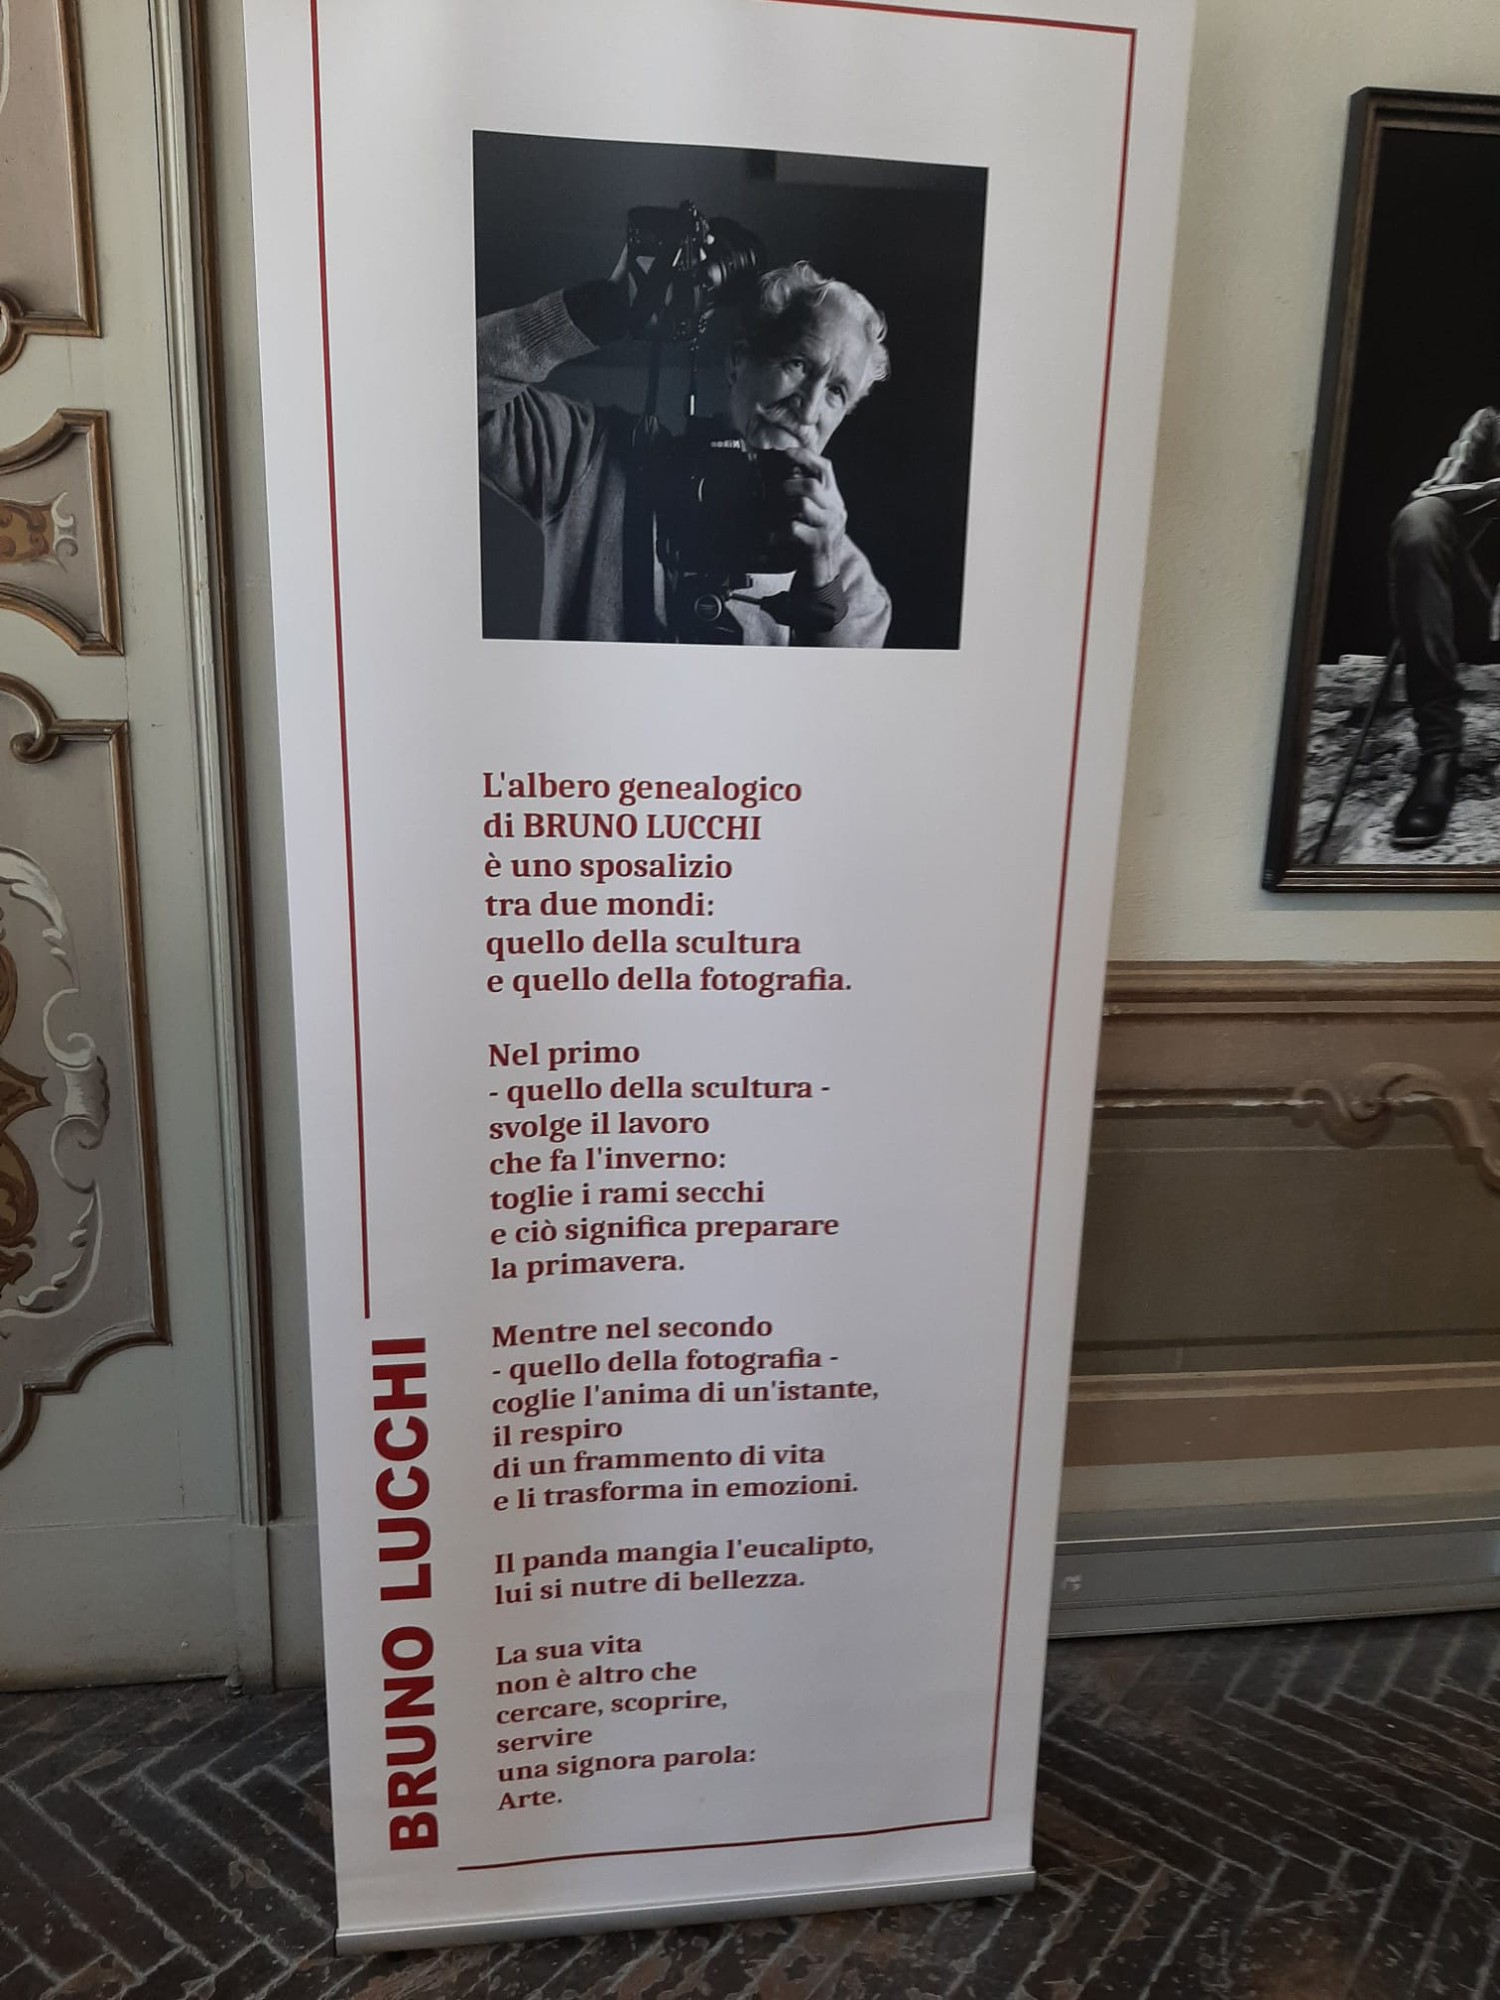 L'albero genealogico
di BRUNO LUCCHI
è uno sposalizio
tra due mondi:
quello della scultura
e quello della fotografia.
Nel primo
- quello della scultura -
svolge il lavoro
che fa l'inverno:
toglie i rami secchi
e ciò significa preparare
la primavera.
Mentre nel secondo
- quello della fotografia -
coglie l'anima di un'istante,
il respiro
di un frammento di vita
e li trasforma in emozioni.
Il panda mangia l'eucalipto,
lui si nutre di bellezza.
La sua vita
non è altro che
cercare, scoprire,
servire
una signora parola:
Arte.
BRUNO LUCCHI